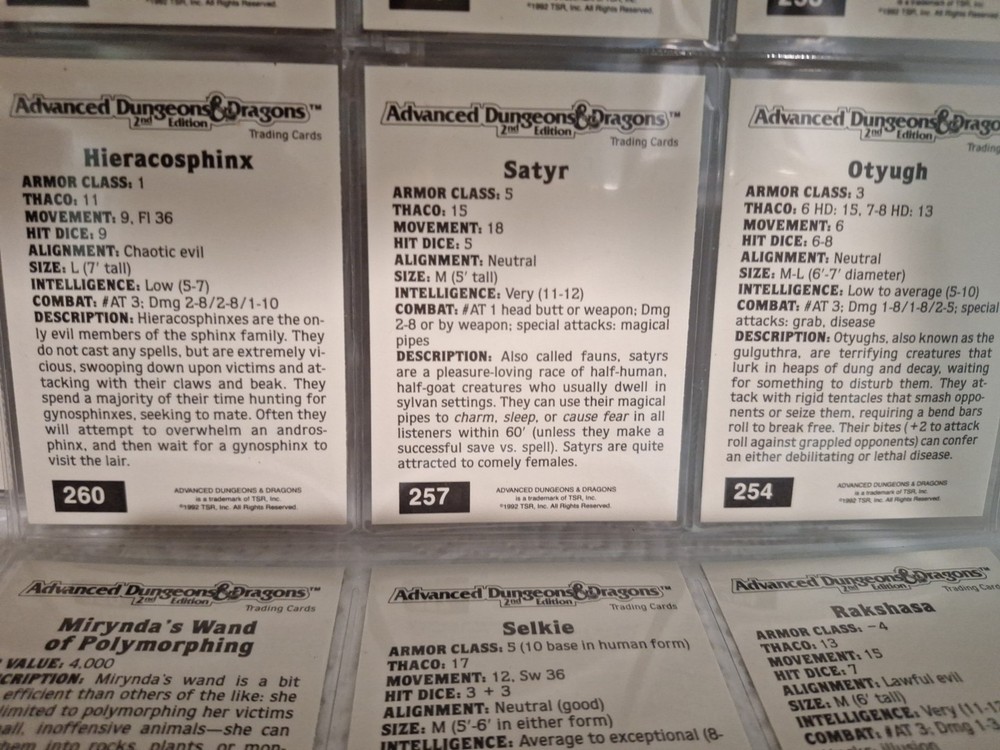 ©1992 TSR, Inc. All Rights Reserved.
©1992 TSR, Inc. All Rights Reserved.
Advanced Dungeons & Dragons™
2nd Edition
Trading Cards
Hieracosphinx
ARMOR CLASS: 1
THACO: 11
MOVEMENT: 9, Fl 36
HIT DICE: 9
ALIGNMENT: Chaotic evil
SIZE: L (7' tall)
INTELLIGENCE: Low (5-7)
COMBAT: #AT 3; Dmg 2-8/2-8/1-10
DESCRIPTION: Hieracosphinxes are the on-
ly evil members of the sphinx family. They
do not cast any spells, but are extremely vi-
cious, swooping down upon victims and at-
tacking with their claws and beak. They
spend a majority of their time hunting for
gynosphinxes, seeking to mate. Often they
will attempt to overwhelm an andros-
phinx, and then wait for a gynosphinx to
visit the lair.
260
ADVANCED DUNGEONS & DRAGONS
is a trademark of TSR, Inc.
©1992 TSR, Inc. All Rights Reserved.
Advanced Dungeons & Dragons™
2nd Edition
Trading Cards
Satyr
ARMOR CLASS: 5
THACO: 15
MOVEMENT: 18
HIT DICE: 5
ALIGNMENT: Neutral
SIZE: M (5' tall)
INTELLIGENCE: Very (11-12)
COMBAT: #AT 1 head butt or weapon; Dmg
2-8 or by weapon; special attacks: magical
pipes
DESCRIPTION: Also called fauns, satyrs
are a pleasure-loving race of half-human,
half-goat creatures who usually dwell in
sylvan settings. They can use their magical
pipes to charm, sleep, or cause fear in all
listeners within 60' (unless they make a
successful save vs. spell). Satyrs are quite
attracted to comely females.
257
ADVANCED DUNGEONS & DRAGONS
is a trademark of TSR, Inc.
©1992 TSR, Inc. All Rights Reserved.
Advanced Dungeons & Drago
2nd Edition
Trading
Otyugh
ARMOR CLASS: 3
THACO: 6 HD: 15, 7-8 HD: 13
MOVEMENT: 6
HIT DICE: 6-8
ALIGNMENT: Neutral
SIZE: M-L (6'-7' diameter)
INTELLIGENCE: Low to average (5-10)
COMBAT: #AT 3; Dmg 1-8/1-8/2-5; special
attacks: grab, disease
DESCRIPTION: Otyughs, also known as the
gulguthra, are terrifying creatures that
lurk in heaps of dung and decay, waiting
for something to disturb them. They at-
tack with rigid tentacles that smash oppo-
nents or seize them, requiring a bend bars
roll to break free. Their bites (+2 to attack
roll against grappled opponents) can confer
an either debilitating or lethal disease.
254
ADVANCED DUNGEONS & DRAGONS
is a trademark of TSR, Inc.
©1992 TSR, Inc. All Rights Reserved.
Advanced Dungeons & Dragons™
2nd Edition
Trading Cards
Mirynda's Wand
of Polymorphing
VALUE: 4,000
CRIPTION: Mirynda's wand is a bit
efficient than others of the like: she
limited to polymorphing her victims
all, inoffensive animals—she can
them into rocks, plants, or mon-
Advanced Dungeons & Dragons™
2nd Edition
Trading Cards
Selkie
ARMOR CLASS: 5 (10 base in human form)
THACO: 17
MOVEMENT: 12, Sw 36
HIT DICE: 3 + 3
ALIGNMENT: Neutral (good)
SIZE: M (5'-6' in either form)
INTELLIGENCE: Average to exceptional (8-
Advanced Dungeons & Dragons™
2nd Edition
Trading Cards
Rakshasa
ARMOR CLASS: -4
THACO: 13
MOVEMENT: 15
HIT DICE: 7
ALIGNMENT: Lawful evil
SIZE: M (6' tall)
INTELLIGENCE: Very (11-1
COMBAT: #AT 3; Dmg 1-3